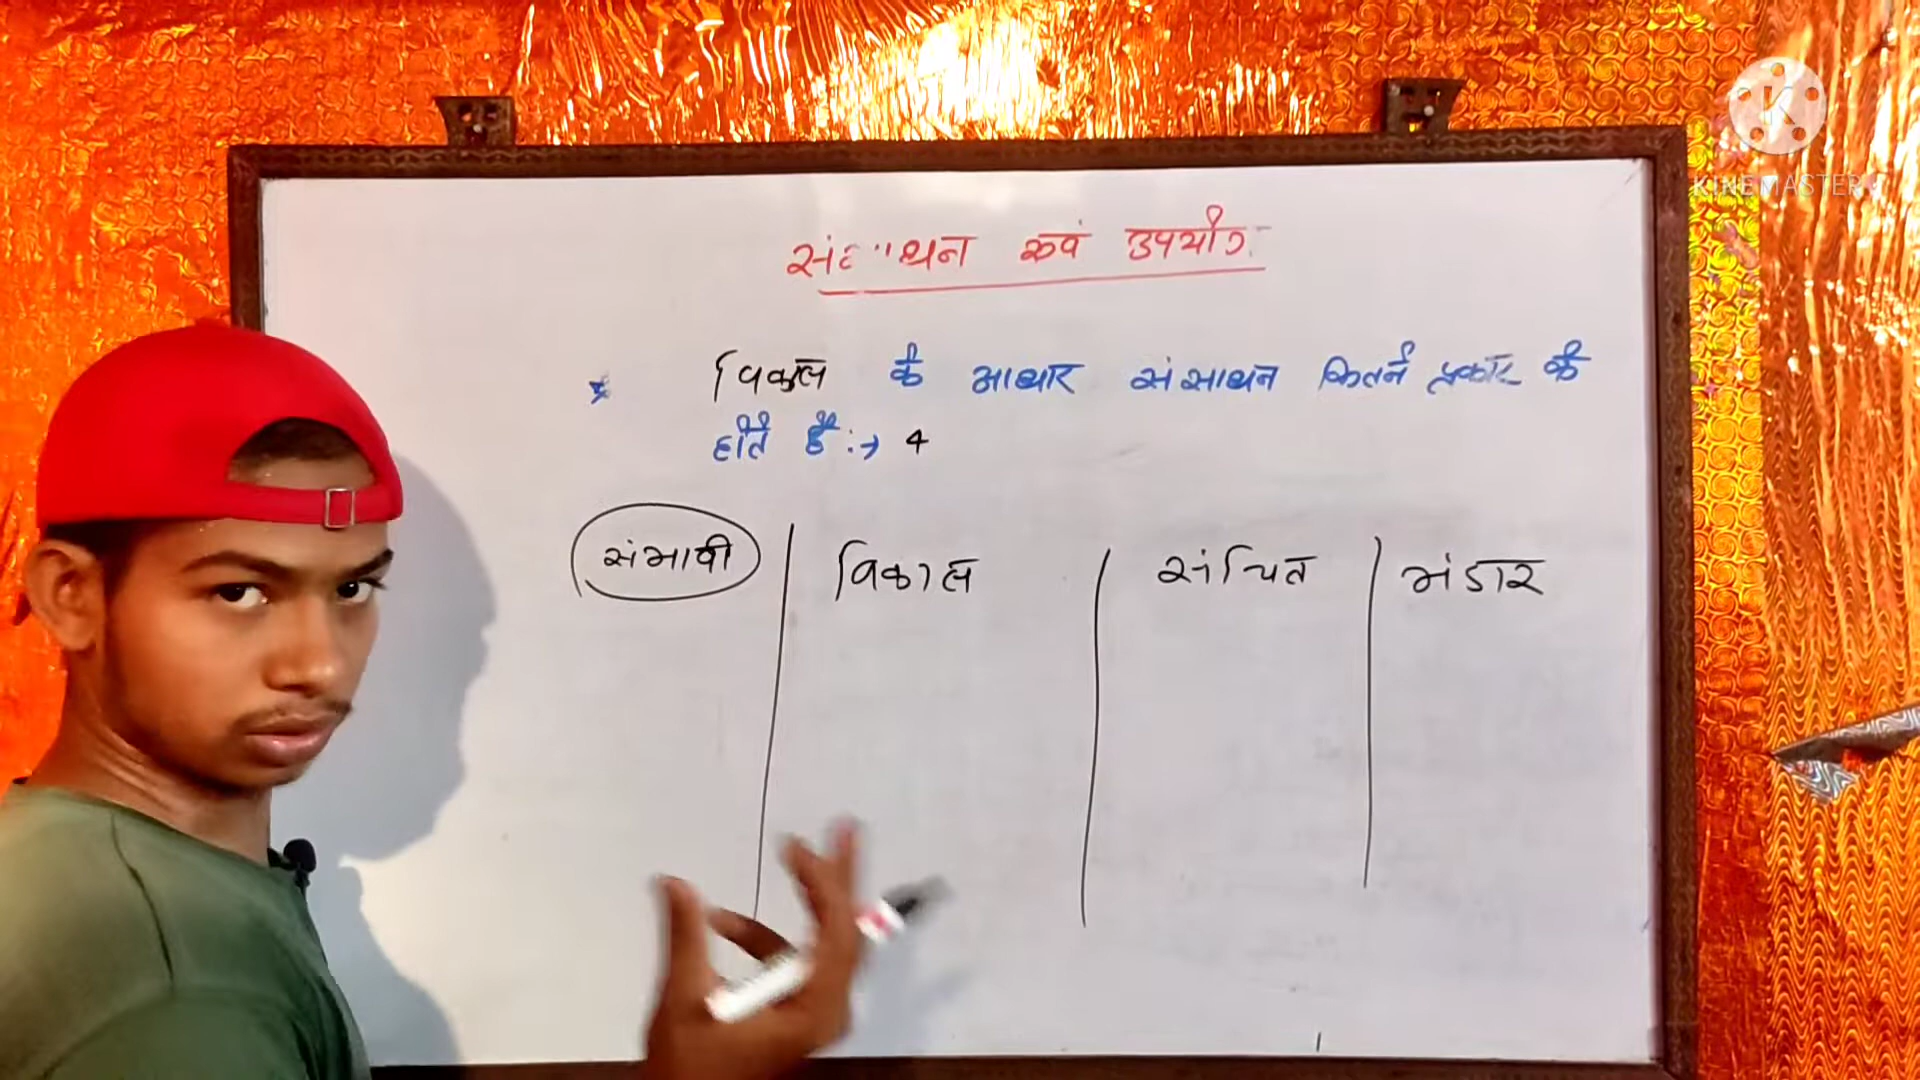 संसाधन एवं उपयोग
विकास के आधार संसाधन कितने प्रकार के
होते हैं :→ 4
संभावी | विकास | संचित | भंडार
K
KINEMASTER